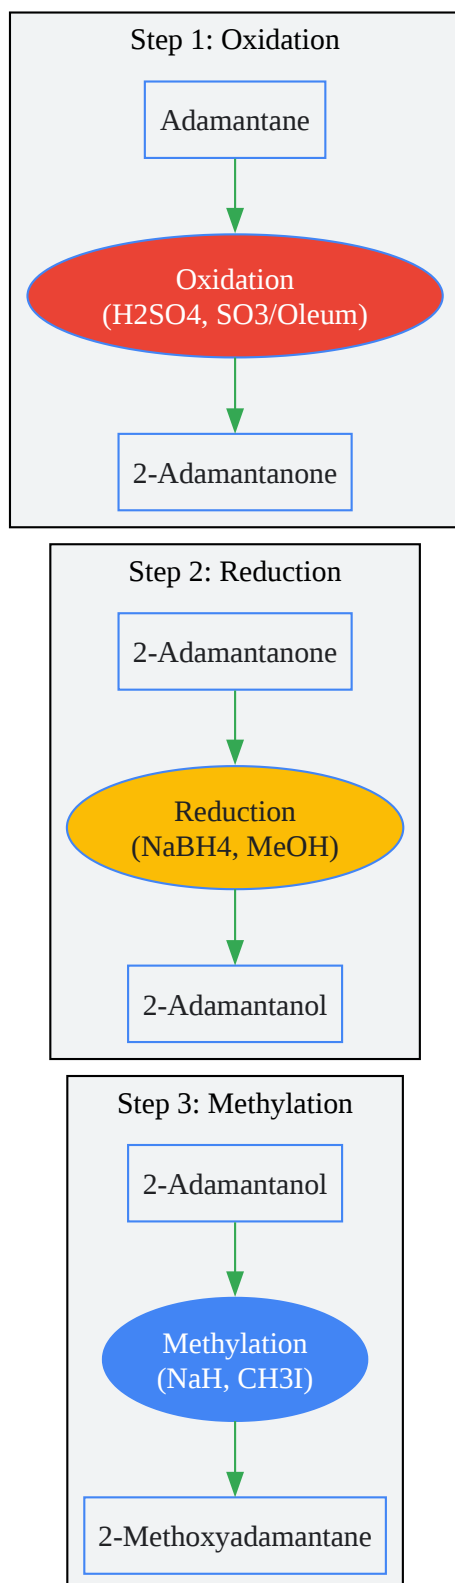 Step 1: Oxidation
Adamantane
Oxidation
(H2SO4, SO3/Oleum)
2-Adamantanone
Step 2: Reduction
2-Adamantanone
Reduction
(NaBH4, MeOH)
2-Adamantanol
Step 3: Methylation
2-Adamantanol
Methylation
(NaH, CH3I)
2-Methoxyadamantane